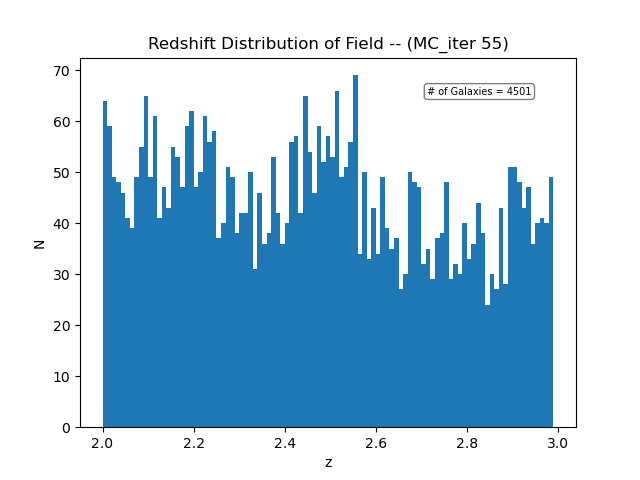 Redshift Distribution of Field -- (MC_iter 55)
# of Galaxies = 4501
70
60
50
40
30
20
10
0
N
2.0 2.2 2.4 2.6 2.8 3.0
z